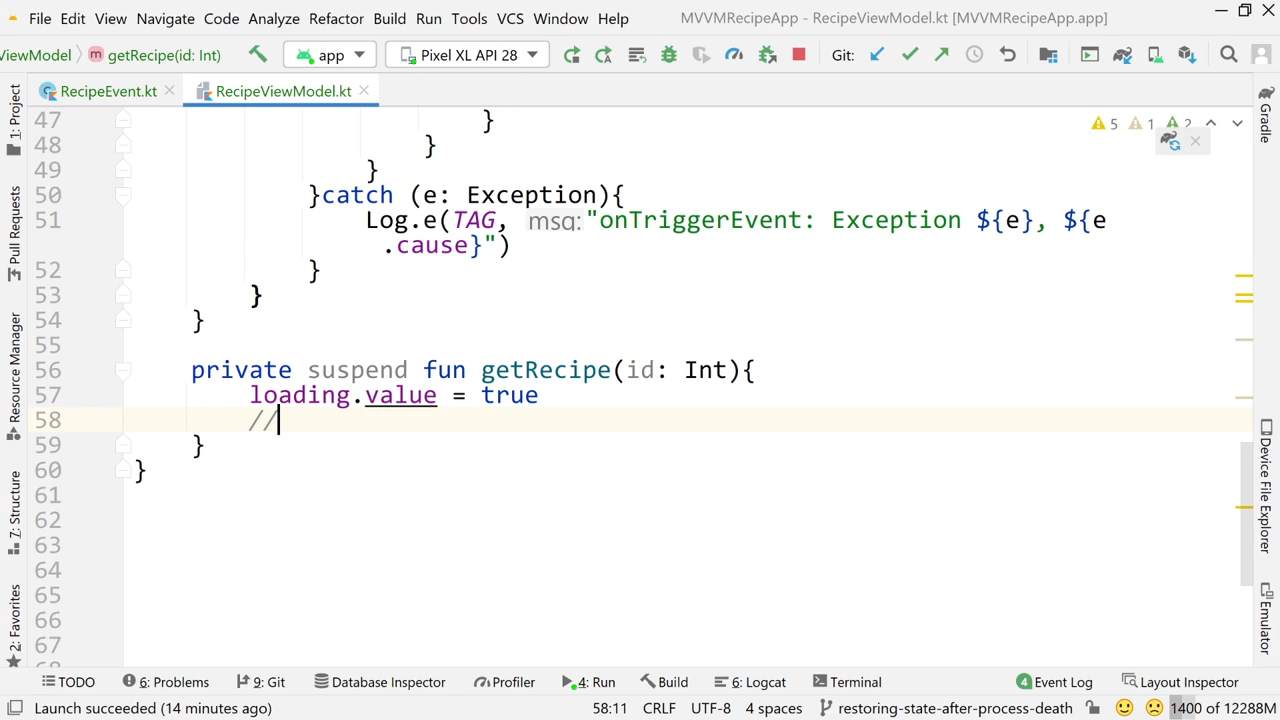 File Edit View Navigate Code Analyze Refactor Build Run Tools VCS Window Help MVVMRecipeApp - RecipeViewModel.kt [MVVMRecipeApp.app]
ViewModel getRecipe(id: Int) app Pixel XL API 28 Git:
RecipeEvent.kt RecipeViewModel.kt
47 }
5 1 2
48 }
49 }
50 }catch (e: Exception){
51 Log.e(TAG, msg: "onTriggerEvent: Exception ${e}, ${e
.cause}")
52 }
53 }
54 }
55
56 private suspend fun getRecipe(id: Int){
57 loading.value = true
58 //
59 }
60 }
61
62
63
64
65
66
67
1: Project
Pull Requests
Resource Manager
7: Structure
2: Favorites
Gradle
Device File Explorer
Emulator
TODO 6: Problems 9: Git Database Inspector Profiler 4: Run Build 6: Logcat Terminal 4 Event Log Layout Inspector
Launch succeeded (14 minutes ago) 58:11 CRLF UTF-8 4 spaces restoring-state-after-process-death 1400 of 12288M